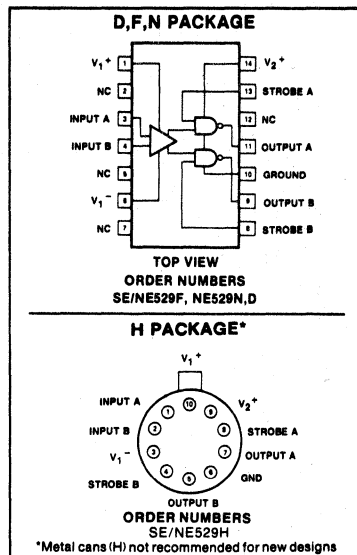 D,F,N PACKAGE
V1+ 1 14 V2+
NC 2 13 STROBE A
INPUT A 3 12 NC
INPUT B 4 11 OUTPUT A
NC 5 10 GROUND
V1− 6 9 OUTPUT B
NC 7 8 STROBE B
TOP VIEW
ORDER NUMBERS
SE/NE529F, NE529N,D
H PACKAGE*
V1+
INPUT A 1 10 9 V2+
INPUT B 2 8 STROBE A
V1− 3 7 OUTPUT A
STROBE B 4 5 6 GND
OUTPUT B
ORDER NUMBERS
SE/NE529H
*Metal cans (H) not recommended for new designs